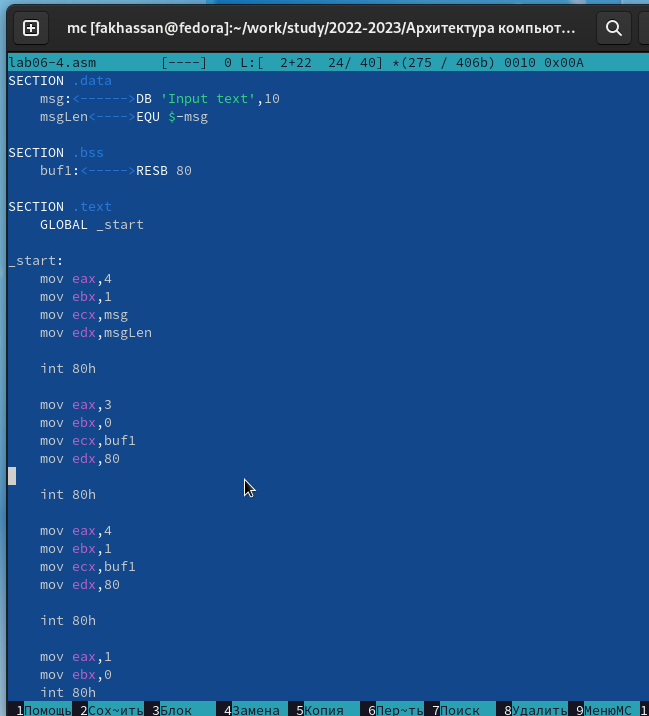 mc [fakhassan@fedora]:~/work/study/2022-2023/Архитектура компьют...
lab06-4.asm [----] 0 L:[ 2+22 24/ 40] *(275 / 406b) 0010 0x00A
SECTION .data
msg:<------>DB 'Input text',10
msgLen<---->EQU $-msg
SECTION .bss
buf1:<----->RESB 80
SECTION .text
GLOBAL _start
_start:
mov eax,4
mov ebx,1
mov ecx,msg
mov edx,msgLen
int 80h
mov eax,3
mov ebx,0
mov ecx,buf1
mov edx,80
int 80h
mov eax,4
mov ebx,1
mov ecx,buf1
mov edx,80
int 80h
mov eax,1
mov ebx,0
int 80h
1Помощь 2Сох~ить 3Блок 4Замена 5Копия 6Пер~ть 7Поиск 8Удалить 9МенюMC 1